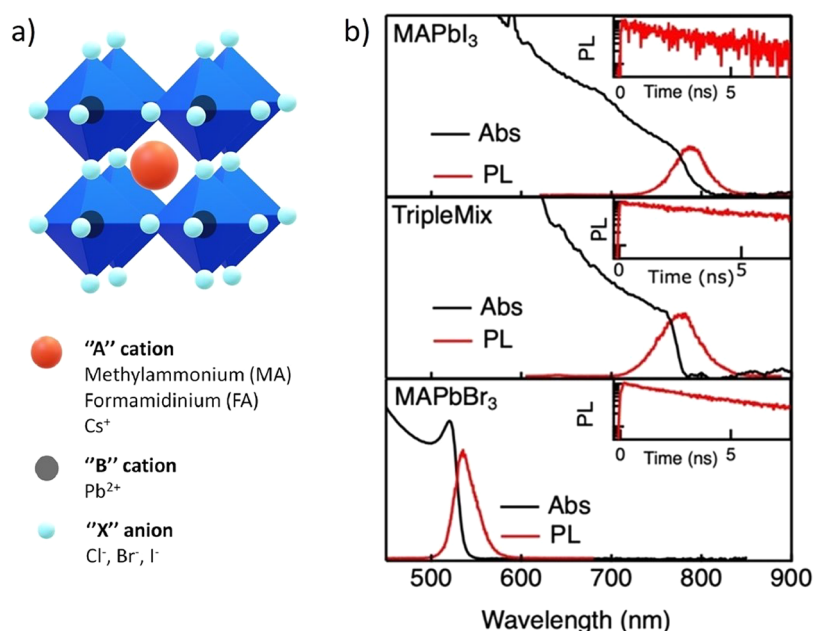 a)
"A" cation
Methylammonium (MA)
Formamidinium (FA)
Cs⁺
"B" cation
Pb²⁺
"X" anion
Cl⁻, Br⁻, I⁻
b)
MAPbI₃
Abs
PL
PL
0
Time (ns)
5
TripleMix
Abs
PL
PL
0
5
Time (ns)
MAPbBr₃
Abs
PL
PL
0
5
Time (ns)
500
600
700
800
900
Wavelength (nm)